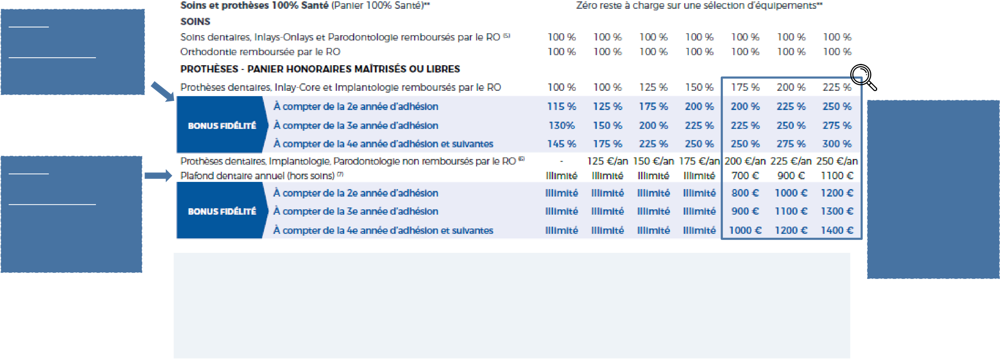 Soins et prothèses 100% Santé (Panier 100% Santé)** Zéro reste à charge sur une sélection d'équipements**
SOINS
Soins dentaires, Inlays-Onlays et Parodontologie remboursés par le RO (5) 100 % 100 % 100 % 100 % 100 % 100 % 100 %
Orthodontie remboursée par le RO 100 % 100 % 100 % 100 % 100 % 100 % 100 %
PROTHÈSES - PANIER HONORAIRES MAÎTRISÉS OU LIBRES
Prothèses dentaires, Inlay-Core et Implantologie remboursés par le RO 100 % 100 % 125 % 150 % 175 % 200 % 225 %
À compter de la 2e année d'adhésion 115 % 125 % 175 % 200 % 200 % 225 % 250 %
BONUS FIDÉLITÉ À compter de la 3e année d'adhésion 130% 150 % 200 % 225 % 225 % 250 % 275 %
À compter de la 4e année d'adhésion et suivantes 145 % 175 % 225 % 250 % 250 % 275 % 300 %
Prothèses dentaires, Implantologie, Parodontologie non remboursés par le RO (6) - 125 €/an 150 €/an 175 €/an 200 €/an 225 €/an 250 €/an
Plafond dentaire annuel (hors soins) (7) Illimité Illimité Illimité Illimité 700 € 900 € 1100 €
À compter de la 2e année d'adhésion Illimité Illimité Illimité Illimité 800 € 1000 € 1200 €
BONUS FIDÉLITÉ À compter de la 3e année d'adhésion Illimité Illimité Illimité Illimité 900 € 1100 € 1300 €
À compter de la 4e année d'adhésion et suivantes Illimité Illimité Illimité Illimité 1000 € 1200 € 1400 €